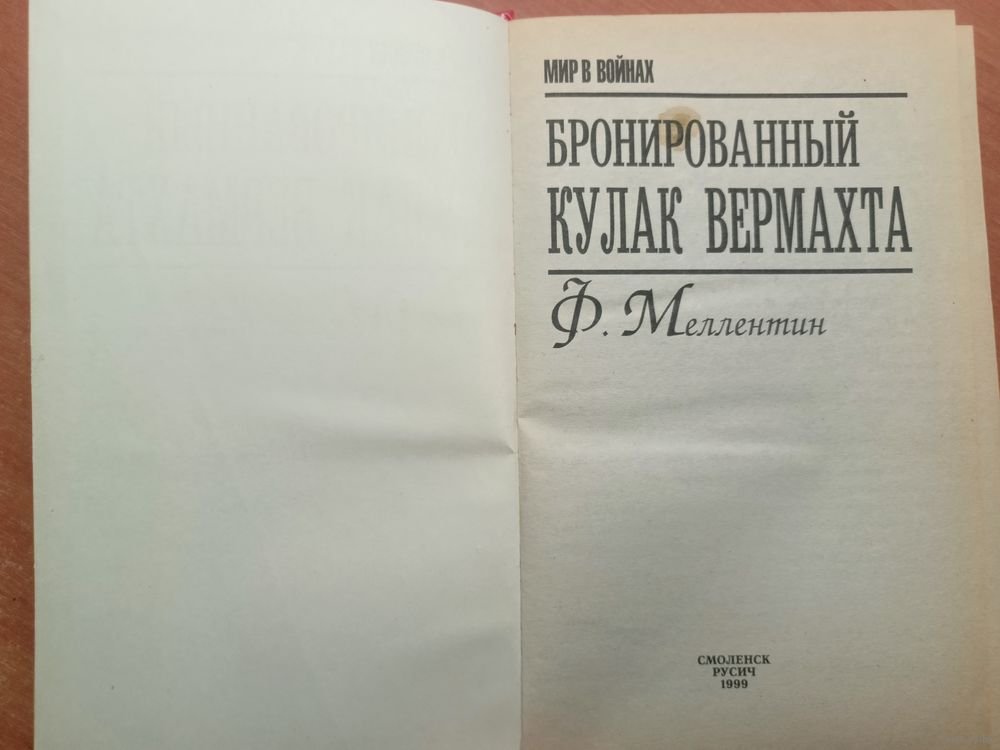 МИР В ВОЙНАХ
БРОНИРОВАННЫЙ
КУЛАК ВЕРМАХТА
Ф. Меллентин
СМОЛЕНСК
РУСИЧ
1999